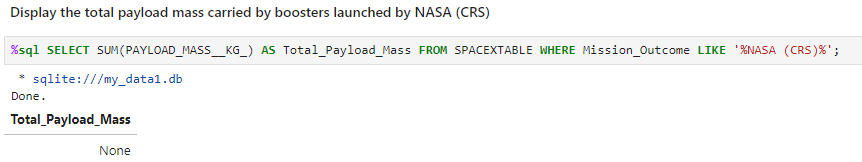 Display the total payload mass carried by boosters launched by NASA (CRS)
%sql SELECT SUM(PAYLOAD_MASS__KG_) AS Total_Payload_Mass FROM SPACEXTABLE WHERE Mission_Outcome LIKE '%NASA (CRS)%';
* sqlite:///my_data1.db
Done.
Total_Payload_Mass
None